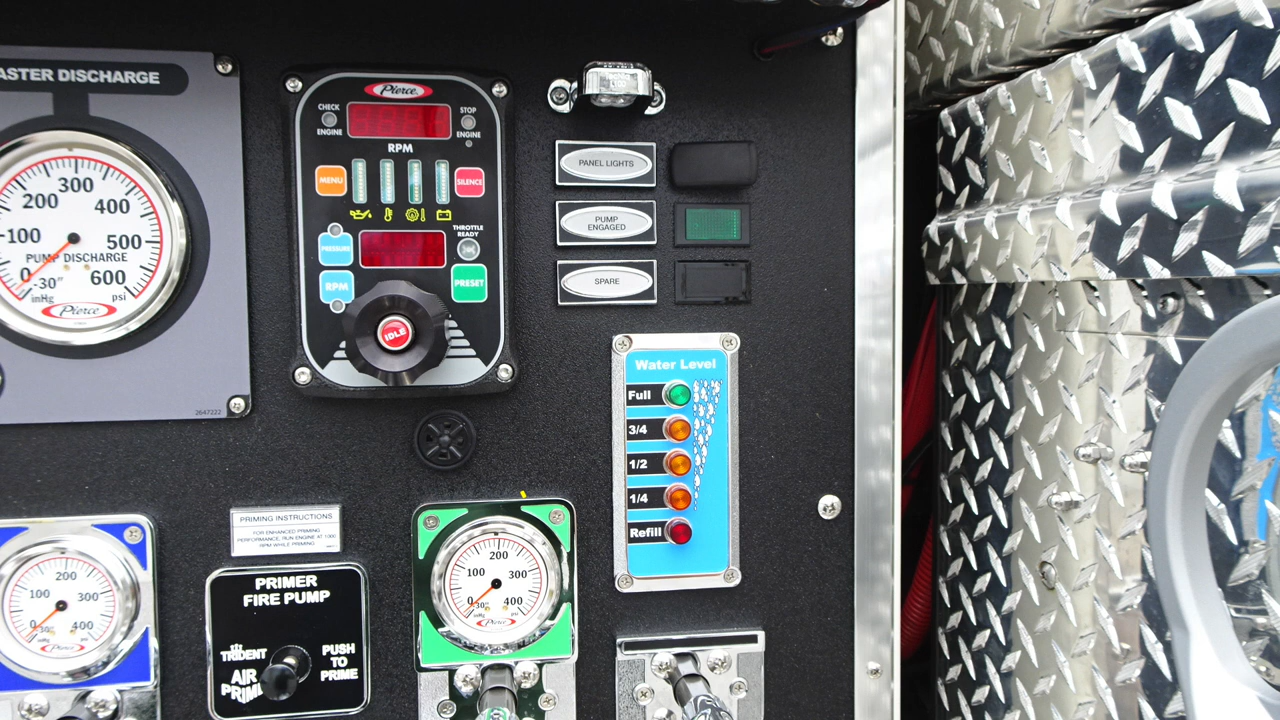 ASTER DISCHARGE
300
200
400
100
500
PUMP DISCHARGE
0
-30"
600
inHg
psi
Pierce
2647222
Pierce
CHECK
ENGINE
STOP
ENGINE
RPM
MENU
SILENCE
THROTTLE
READY
PRESSURE
RPM
PRESET
IDLE
PANEL LIGHTS
PUMP
ENGAGED
SPARE
Water Level
Full
3/4
1/2
1/4
Refill
PRIMING INSTRUCTIONS
FOR ENHANCED PRIMING
PERFORMANCE, RUN ENGINE AT 1000
RPM WHILE PRIMING.
PRIMER
FIRE PUMP
TRIDENT
AIR
PRIM
PUSH
TO
PRIME
200
100
300
0
-30"
400
psi
Pierce
200
100
300
0
-30"
400
psi
Pierce